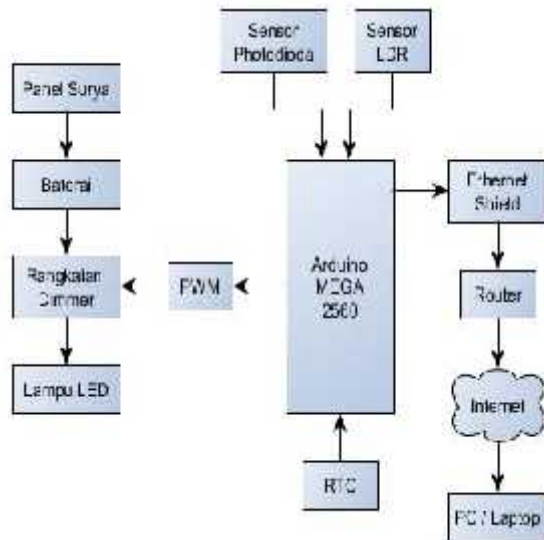 Sensor
Photodioda
Sensor
LDR
Panel Surya
Baterai
Rangkaian
Dimmer
PWM
Arduino
MEGA
2560
Ethernet
Shield
Router
Lampu LED
Internet
RTC
PC / Laptop